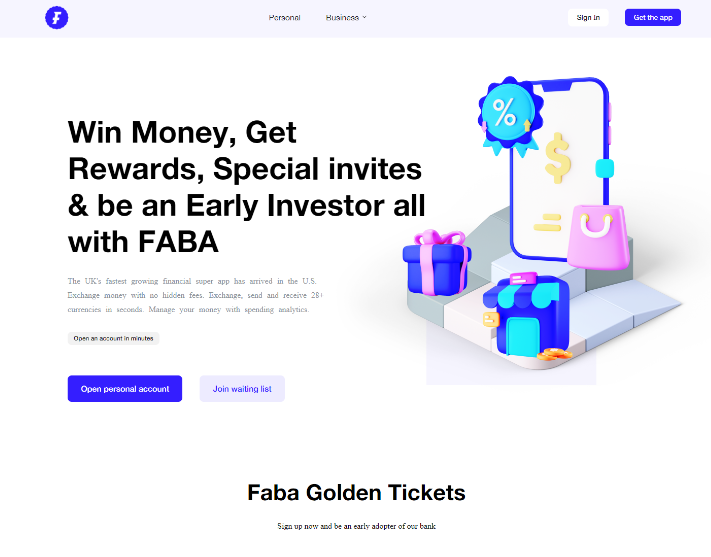 Personal Business Sign In Get the app
Win Money, Get
Rewards, Special invites
& be an Early Investor all
with FABA
The UK's fastest growing financial super app has arrived in the U.S.
Exchange money with no hidden fees. Exchange, send and receive 28+
currencies in seconds. Manage your money with spending analytics.
Open an account in minutes
Open personal account Join waiting list
Faba Golden Tickets
Sign up now and be an early adopter of our bank